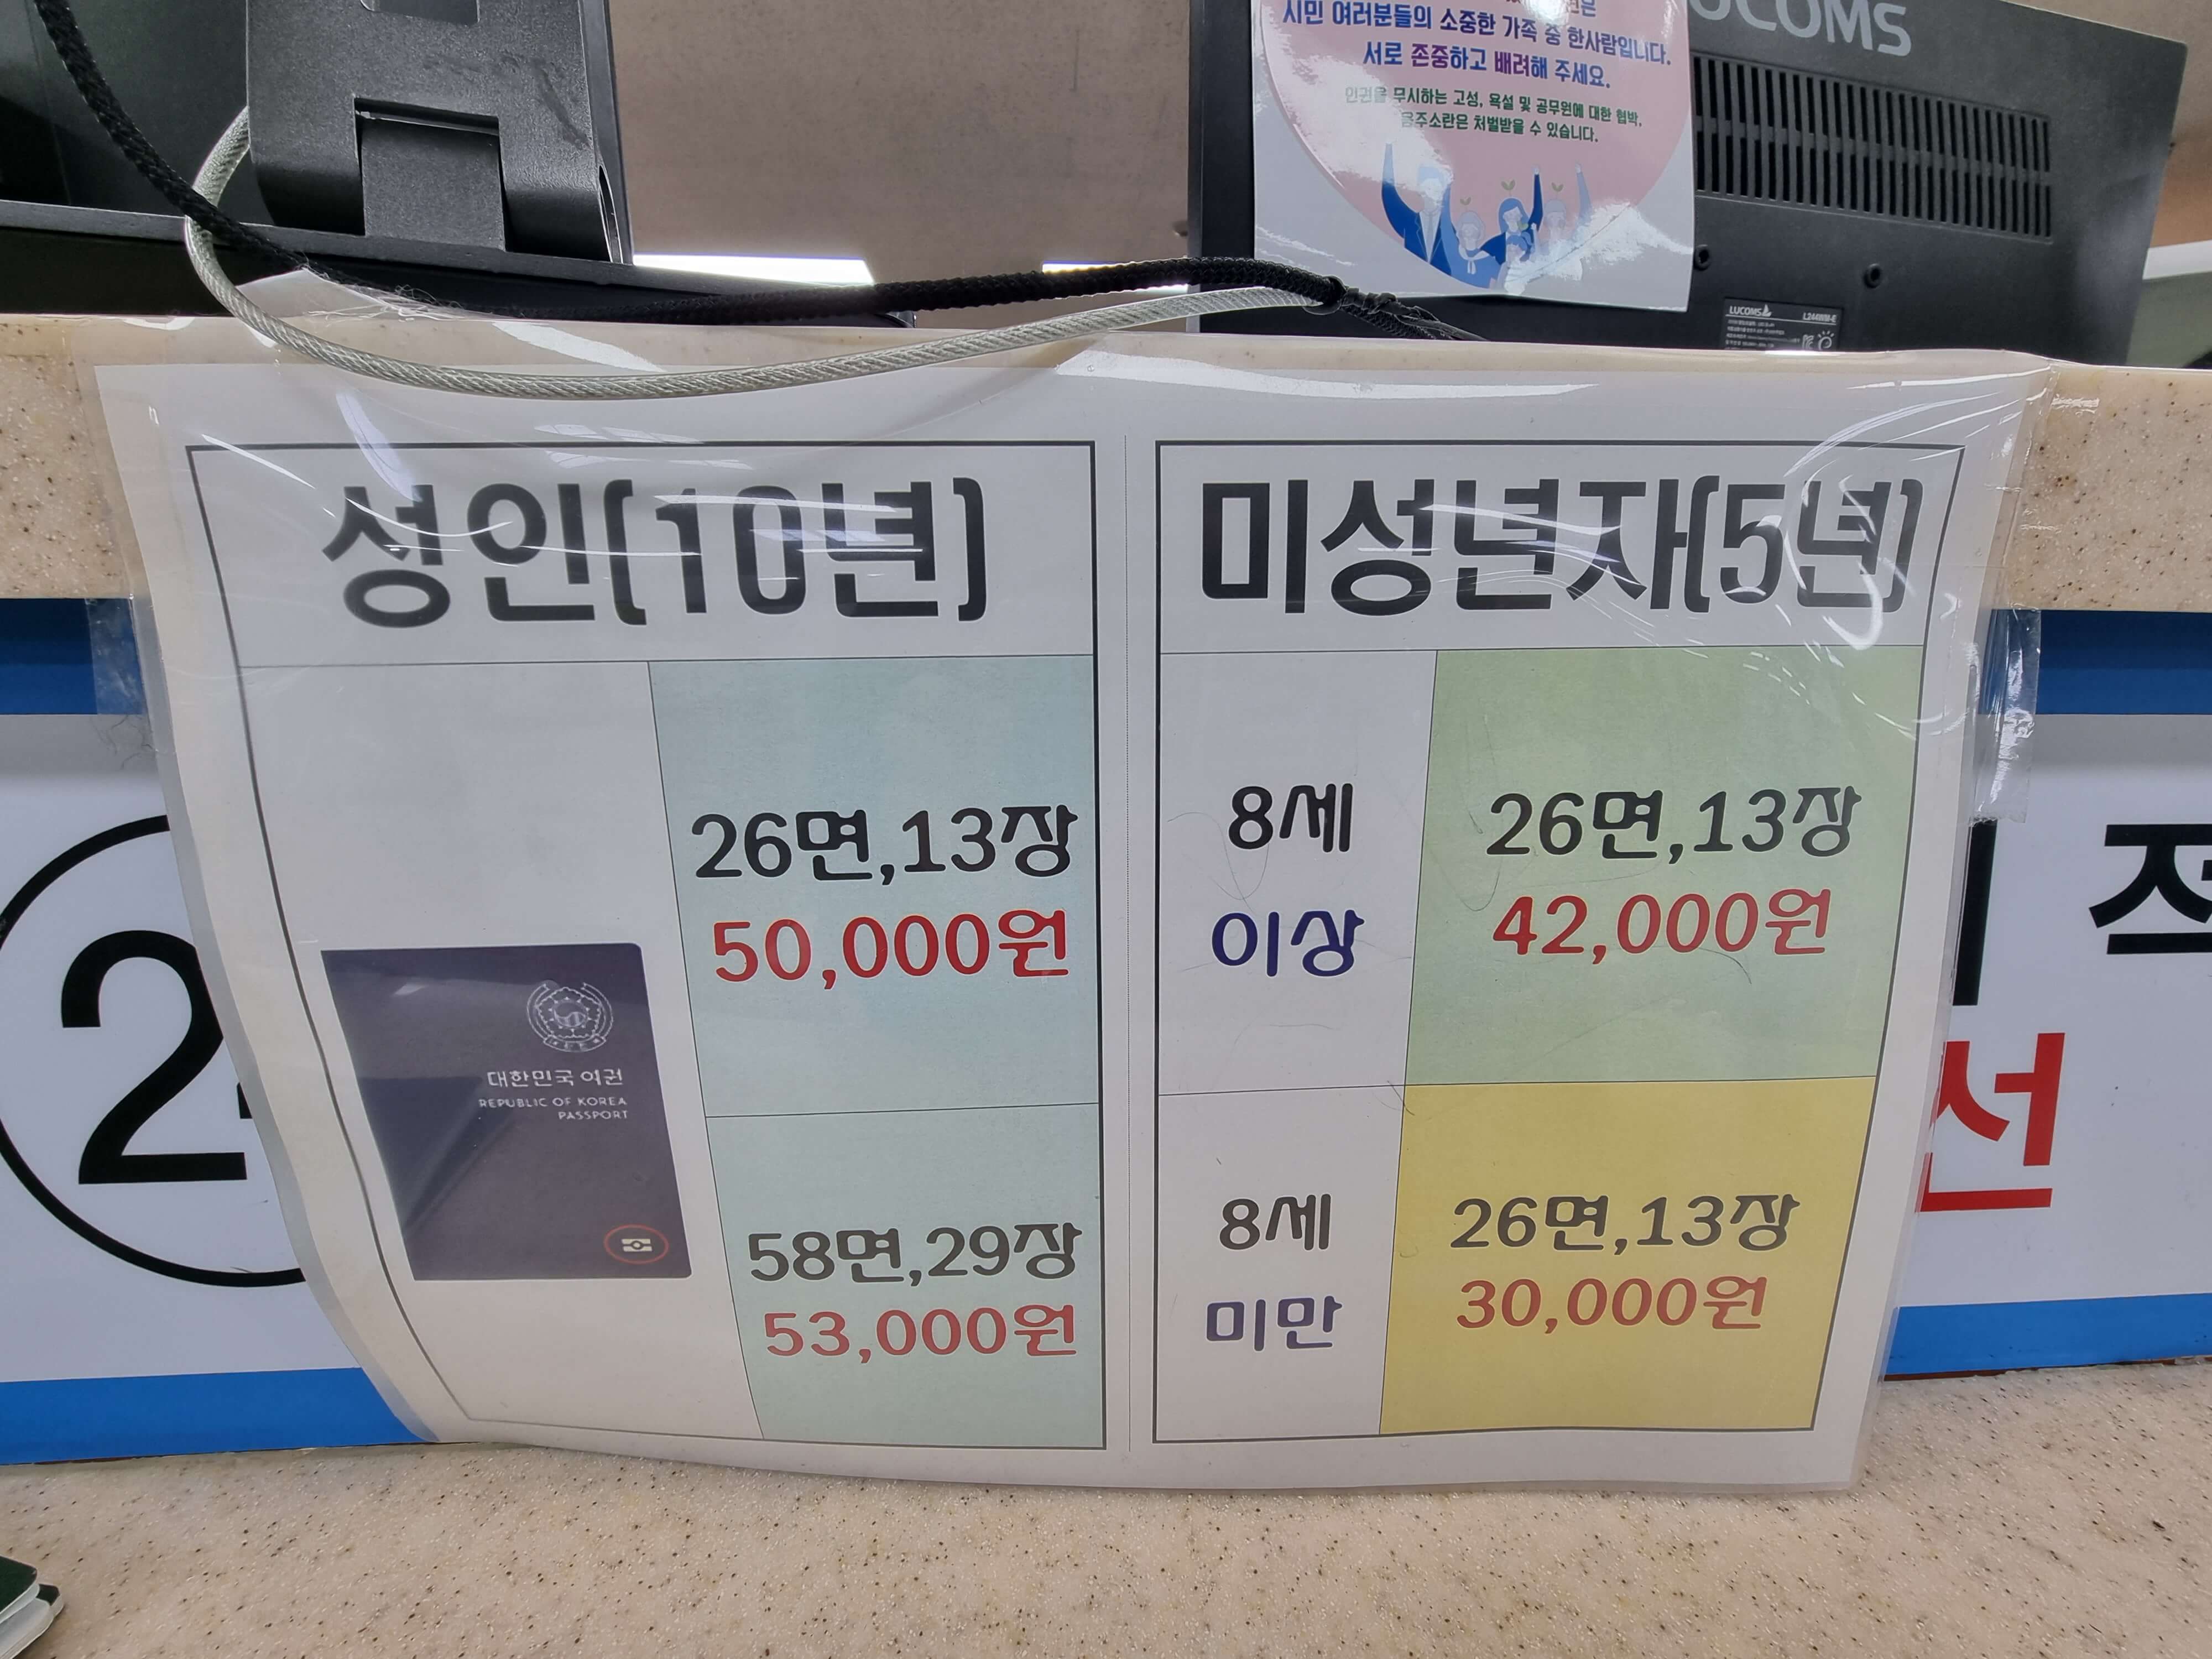 UCOMS
시민 여러분들의 소중한 가족 중 한사람입니다.
서로 존중하고 배려해 주세요.
인권을 무시하는 고성, 욕설 및 공무원에 대한 협박,
음주소란은 처벌받을 수 있습니다.
LUCOMS
L244WM-E
성인(10년)
26면,13장
50,000원
대한민국 여권
REPUBLIC OF KOREA
PASSPORT
58면,29장
53,000원
미성년자(5년)
8세
이상
26면,13장
42,000원
8세
미만
26면,13장
30,000원
2
선